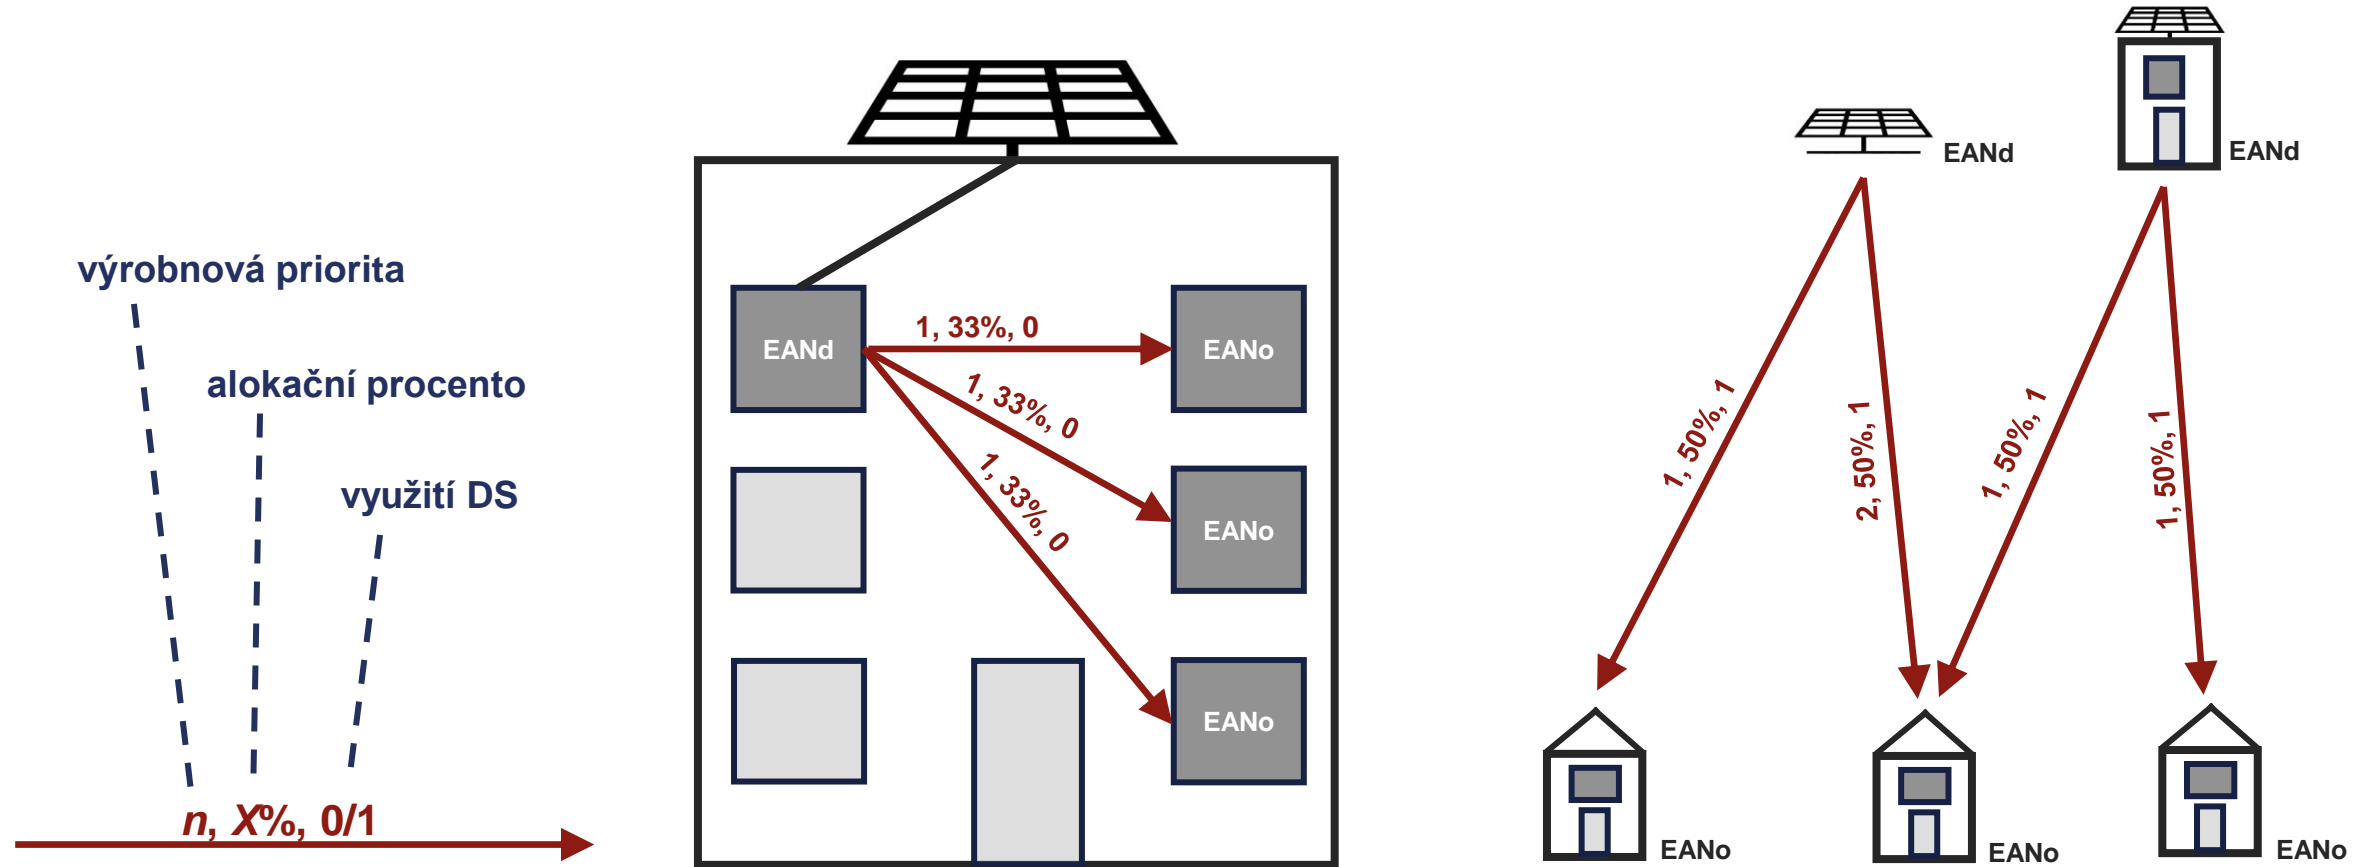 výrobnová priorita
alokační procento
využití DS
n, X%, 0/1
EANd
1, 33%, 0
EANo
1, 33%, 0
EANo
1, 33%, 0
EANo
EANd
EANd
1, 50%, 1
2, 50%, 1
1, 50%, 1
1, 50%, 1
EANo
EANo
EANo